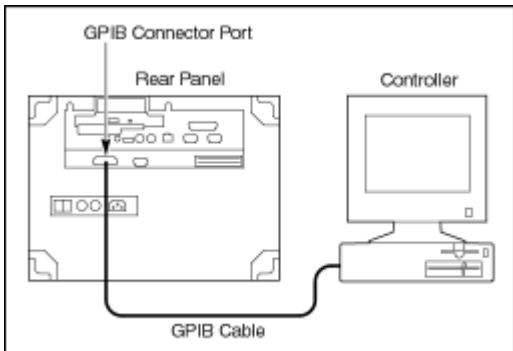 GPIB Connector Port
Rear Panel
Controller
GPIB Cable